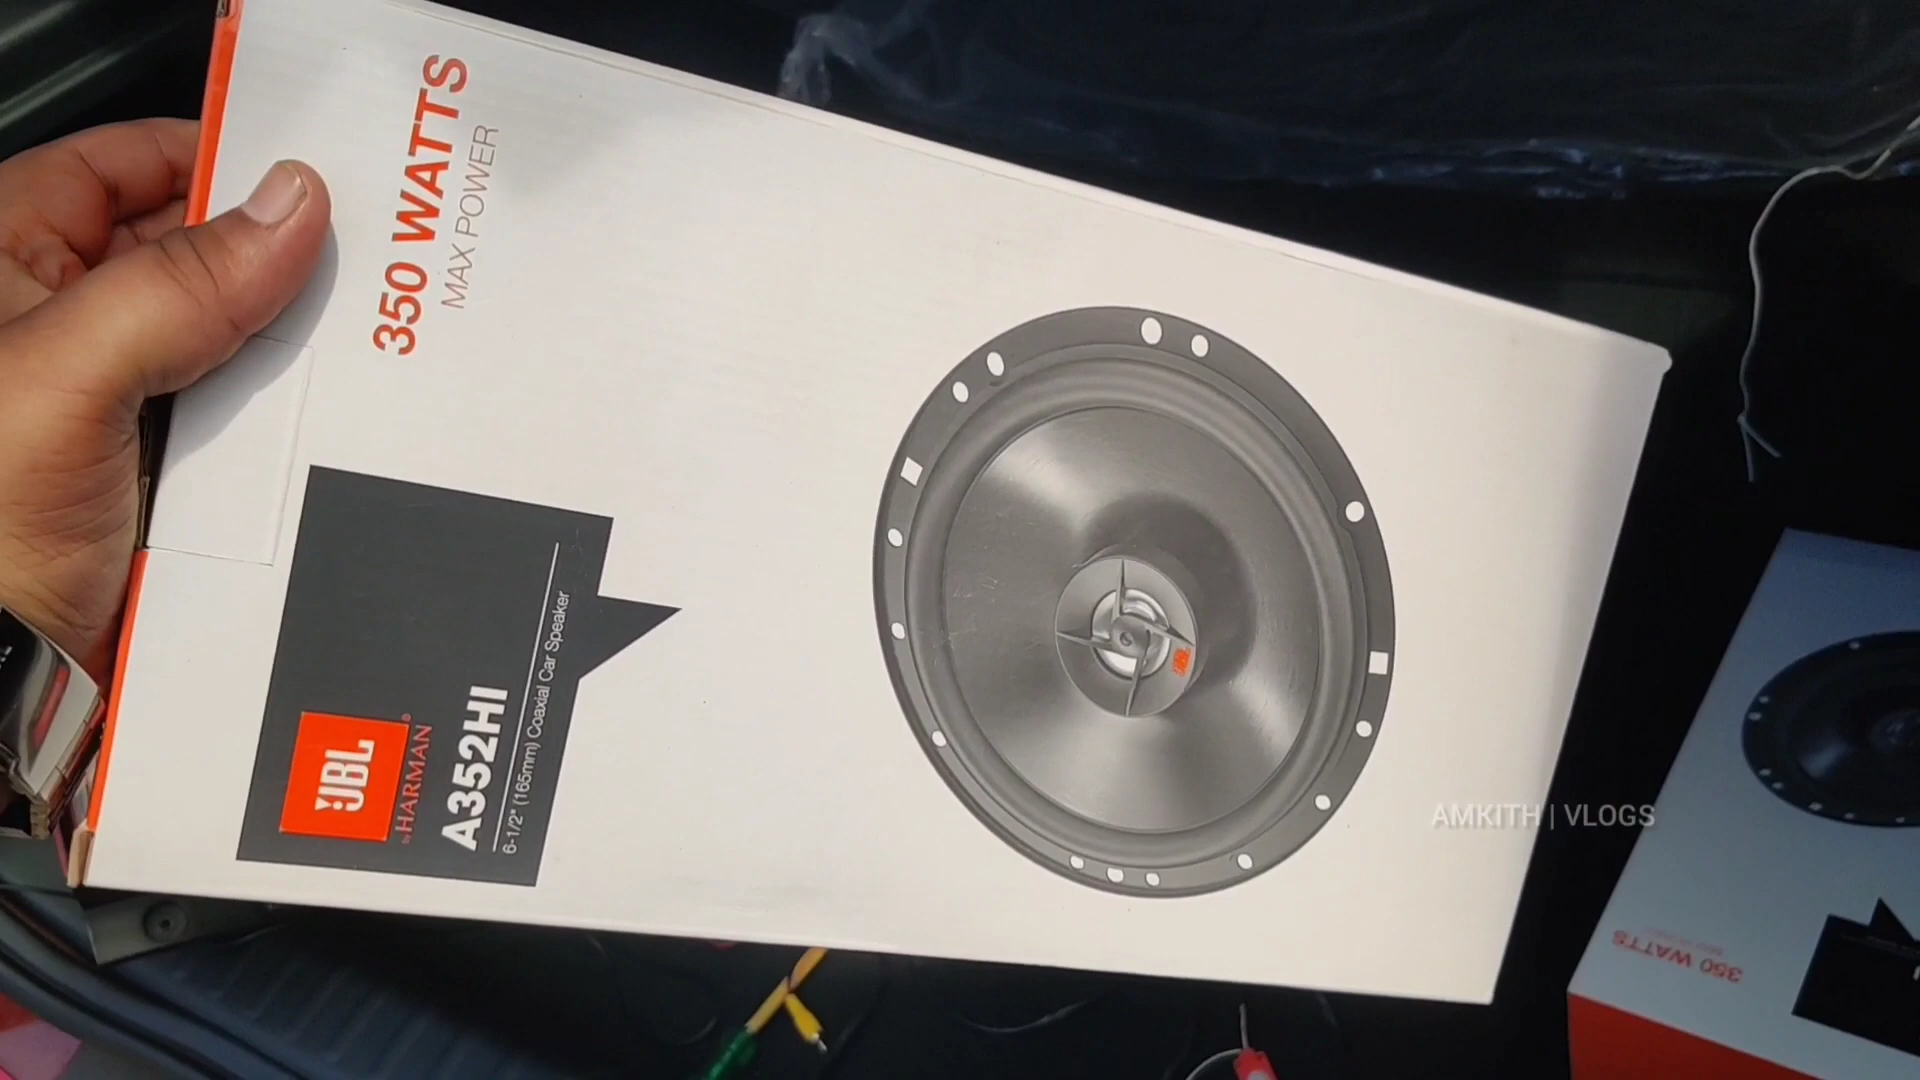 350 WATTS
MAX POWER
JBL
by HARMAN
A352HI
6-1/2" (165mm) Coaxial Car Speaker
JBL
AMKITH | VLOGS
350 WATTS